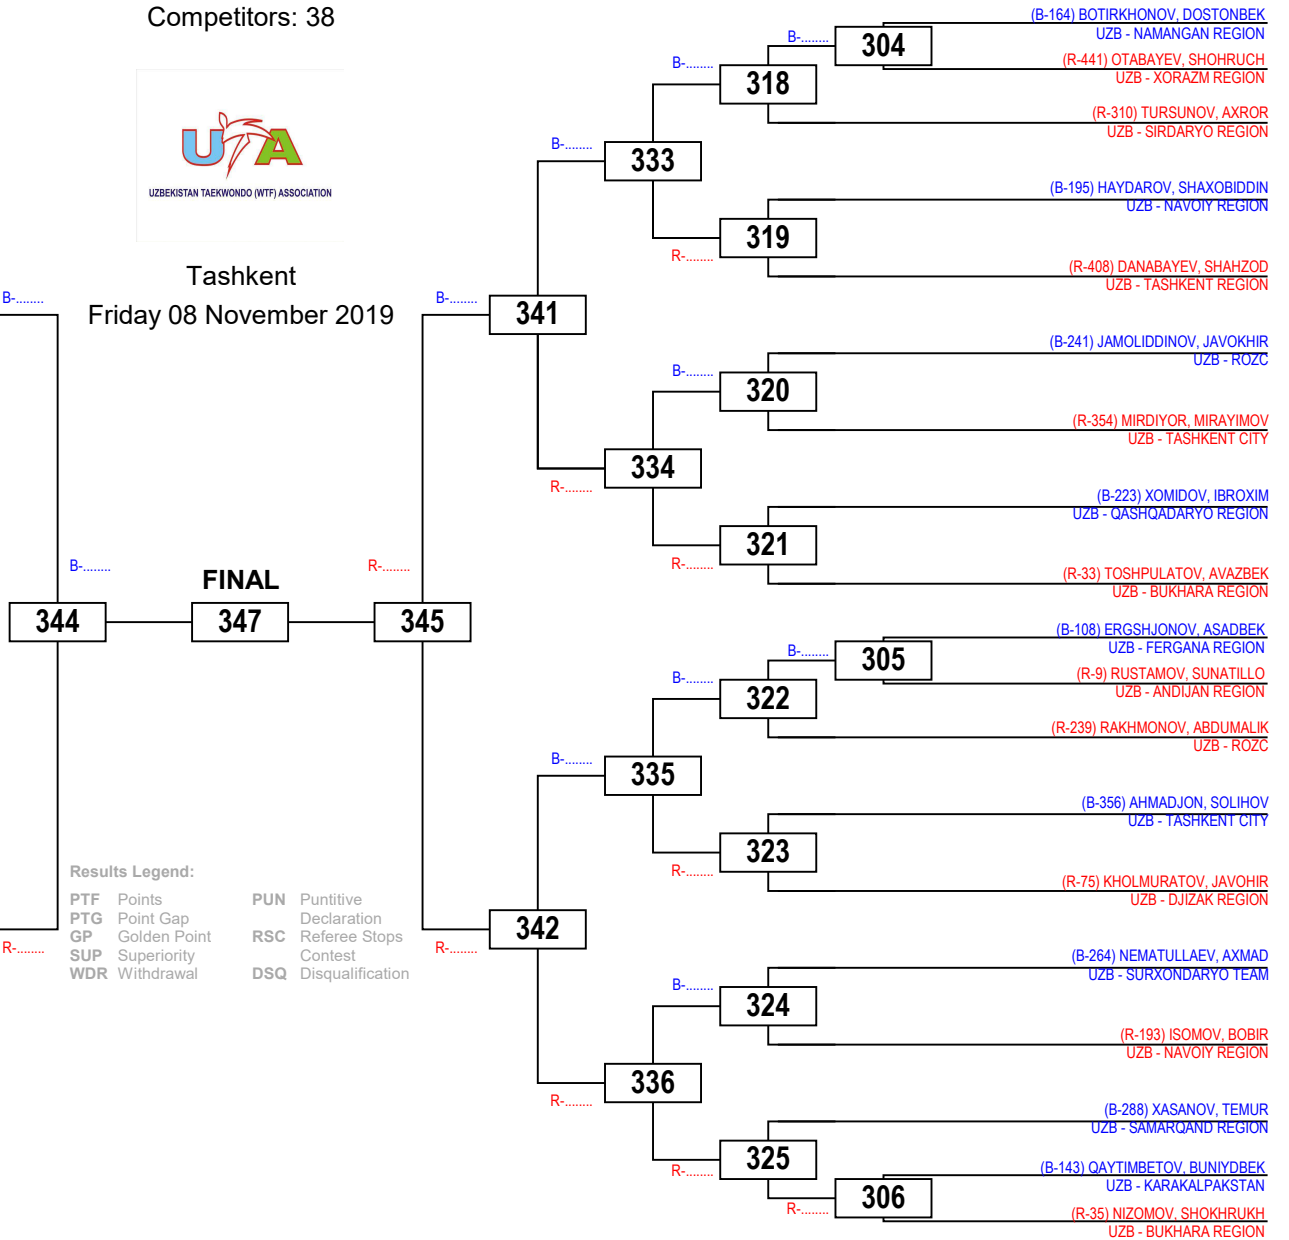 Competitors: 38
UTA
UZBEKISTAN TAEKWONDO (WTF) ASSOCIATION
Tashkent
Friday 08 November 2019
B-........
B-........
FINAL
R-........
344
347
345
R-........
Results Legend:
PTF Points
PTG Point Gap
GP Golden Point
SUP Superiority
WDR Withdrawal
PUN Puntitive
Declaration
RSC Referee Stops
Contest
DSQ Disqualification
B-........
341
R-........
342
B-........
333
R-........
334
B-........
335
R-........
336
B-........
318
R-........
319
B-........
320
R-........
321
B-........
322
R-........
323
B-........
324
R-........
325
B-........
304
B-........
305
R-........
306
(B-164) BOTIRKHONOV, DOSTONBEK
UZB - NAMANGAN REGION
(R-441) OTABAYEV, SHOHRUCH
UZB - XORAZM REGION
(R-310) TURSUNOV, AXROR
UZB - SIRDARYO REGION
(B-195) HAYDAROV, SHAXOBIDDIN
UZB - NAVOIY REGION
(R-408) DANABAYEV, SHAHZOD
UZB - TASHKENT REGION
(B-241) JAMOLIDDINOV, JAVOKHIR
UZB - ROZC
(R-354) MIRDIYOR, MIRAYIMOV
UZB - TASHKENT CITY
(B-223) XOMIDOV, IBROXIM
UZB - QASHQADARYO REGION
(R-33) TOSHPULATOV, AVAZBEK
UZB - BUKHARA REGION
(B-108) ERGSHJONOV, ASADBEK
UZB - FERGANA REGION
(R-9) RUSTAMOV, SUNATILLO
UZB - ANDIJAN REGION
(R-239) RAKHMONOV, ABDUMALIK
UZB - ROZC
(B-356) AHMADJON, SOLIHOV
UZB - TASHKENT CITY
(R-75) KHOLMURATOV, JAVOHIR
UZB - DJIZAK REGION
(B-264) NEMATULLAEV, AXMAD
UZB - SURXONDARYO TEAM
(R-193) ISOMOV, BOBIR
UZB - NAVOIY REGION
(B-288) XASANOV, TEMUR
UZB - SAMARQAND REGION
(B-143) QAYTIMBETOV, BUNIYDBEK
UZB - KARAKALPAKSTAN
(R-35) NIZOMOV, SHOKHRUKH
UZB - BUKHARA REGION